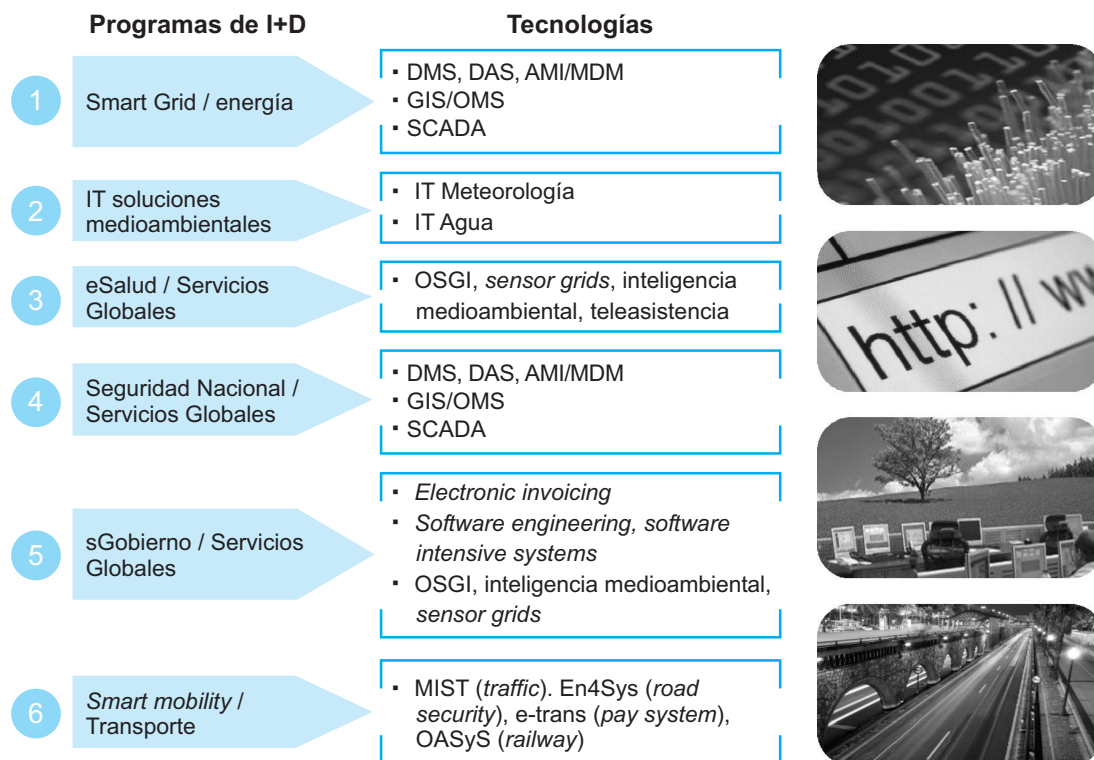 Programas de I+D
Tecnologías
1
Smart Grid / energía
▪ DMS, DAS, AMI/MDM
▪ GIS/OMS
▪ SCADA
2
IT soluciones
medioambientales
▪ IT Meteorología
▪ IT Agua
3
eSalud / Servicios
Globales
▪ OSGI, sensor grids, inteligencia
medioambiental, teleasistencia
4
Seguridad Nacional /
Servicios Globales
▪ DMS, DAS, AMI/MDM
▪ GIS/OMS
▪ SCADA
5
sGobierno / Servicios
Globales
▪ Electronic invoicing
▪ Software engineering, software
intensive systems
▪ OSGI, inteligencia medioambiental,
sensor grids
6
Smart mobility /
Transporte
▪ MIST (traffic). En4Sys (road
security), e-trans (pay system),
OASyS (railway)
http: // ww